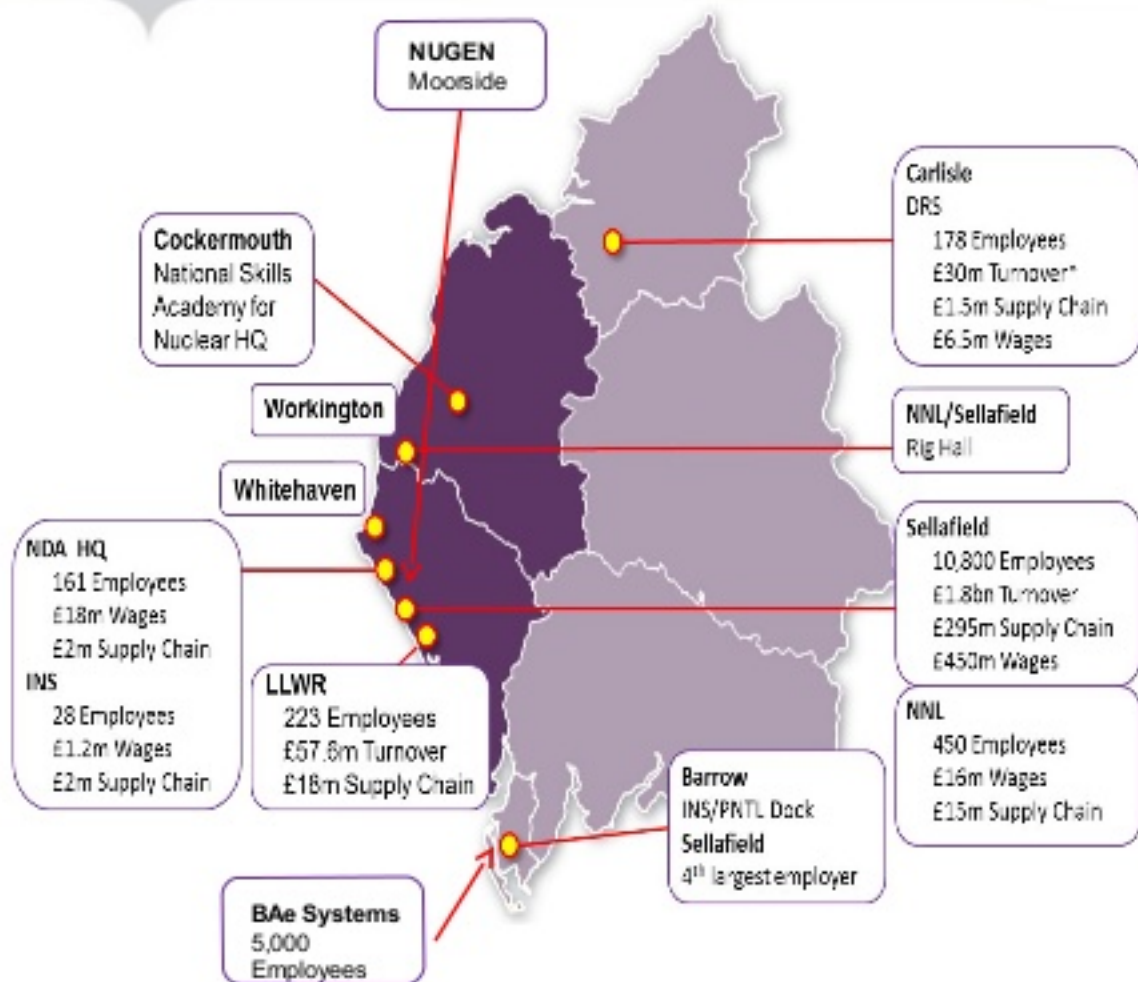 NUGEN
Moorside
Cockermouth
National Skills
Academy for
Nuclear HQ
Carlisle
DRS
178 Employees
£30m Turnover*
£1.5m Supply Chain
£6.5m Wages
Workington
NNL/Sellafield
Rig Hall
Whitehaven
NDA HQ
161 Employees
£18m Wages
£2m Supply Chain
INS
28 Employees
£1.2m Wages
£2m Supply Chain
Sellafield
10,800 Employees
£1.8bn Turnover
£295m Supply Chain
£450m Wages
LLWR
223 Employees
£57.6m Turnover
£18m Supply Chain
NNL
450 Employees
£16m Wages
£15m Supply Chain
Barrow
INS/PNTL Dock
Sellafield
4th largest employer
BAe Systems
5,000
Employees